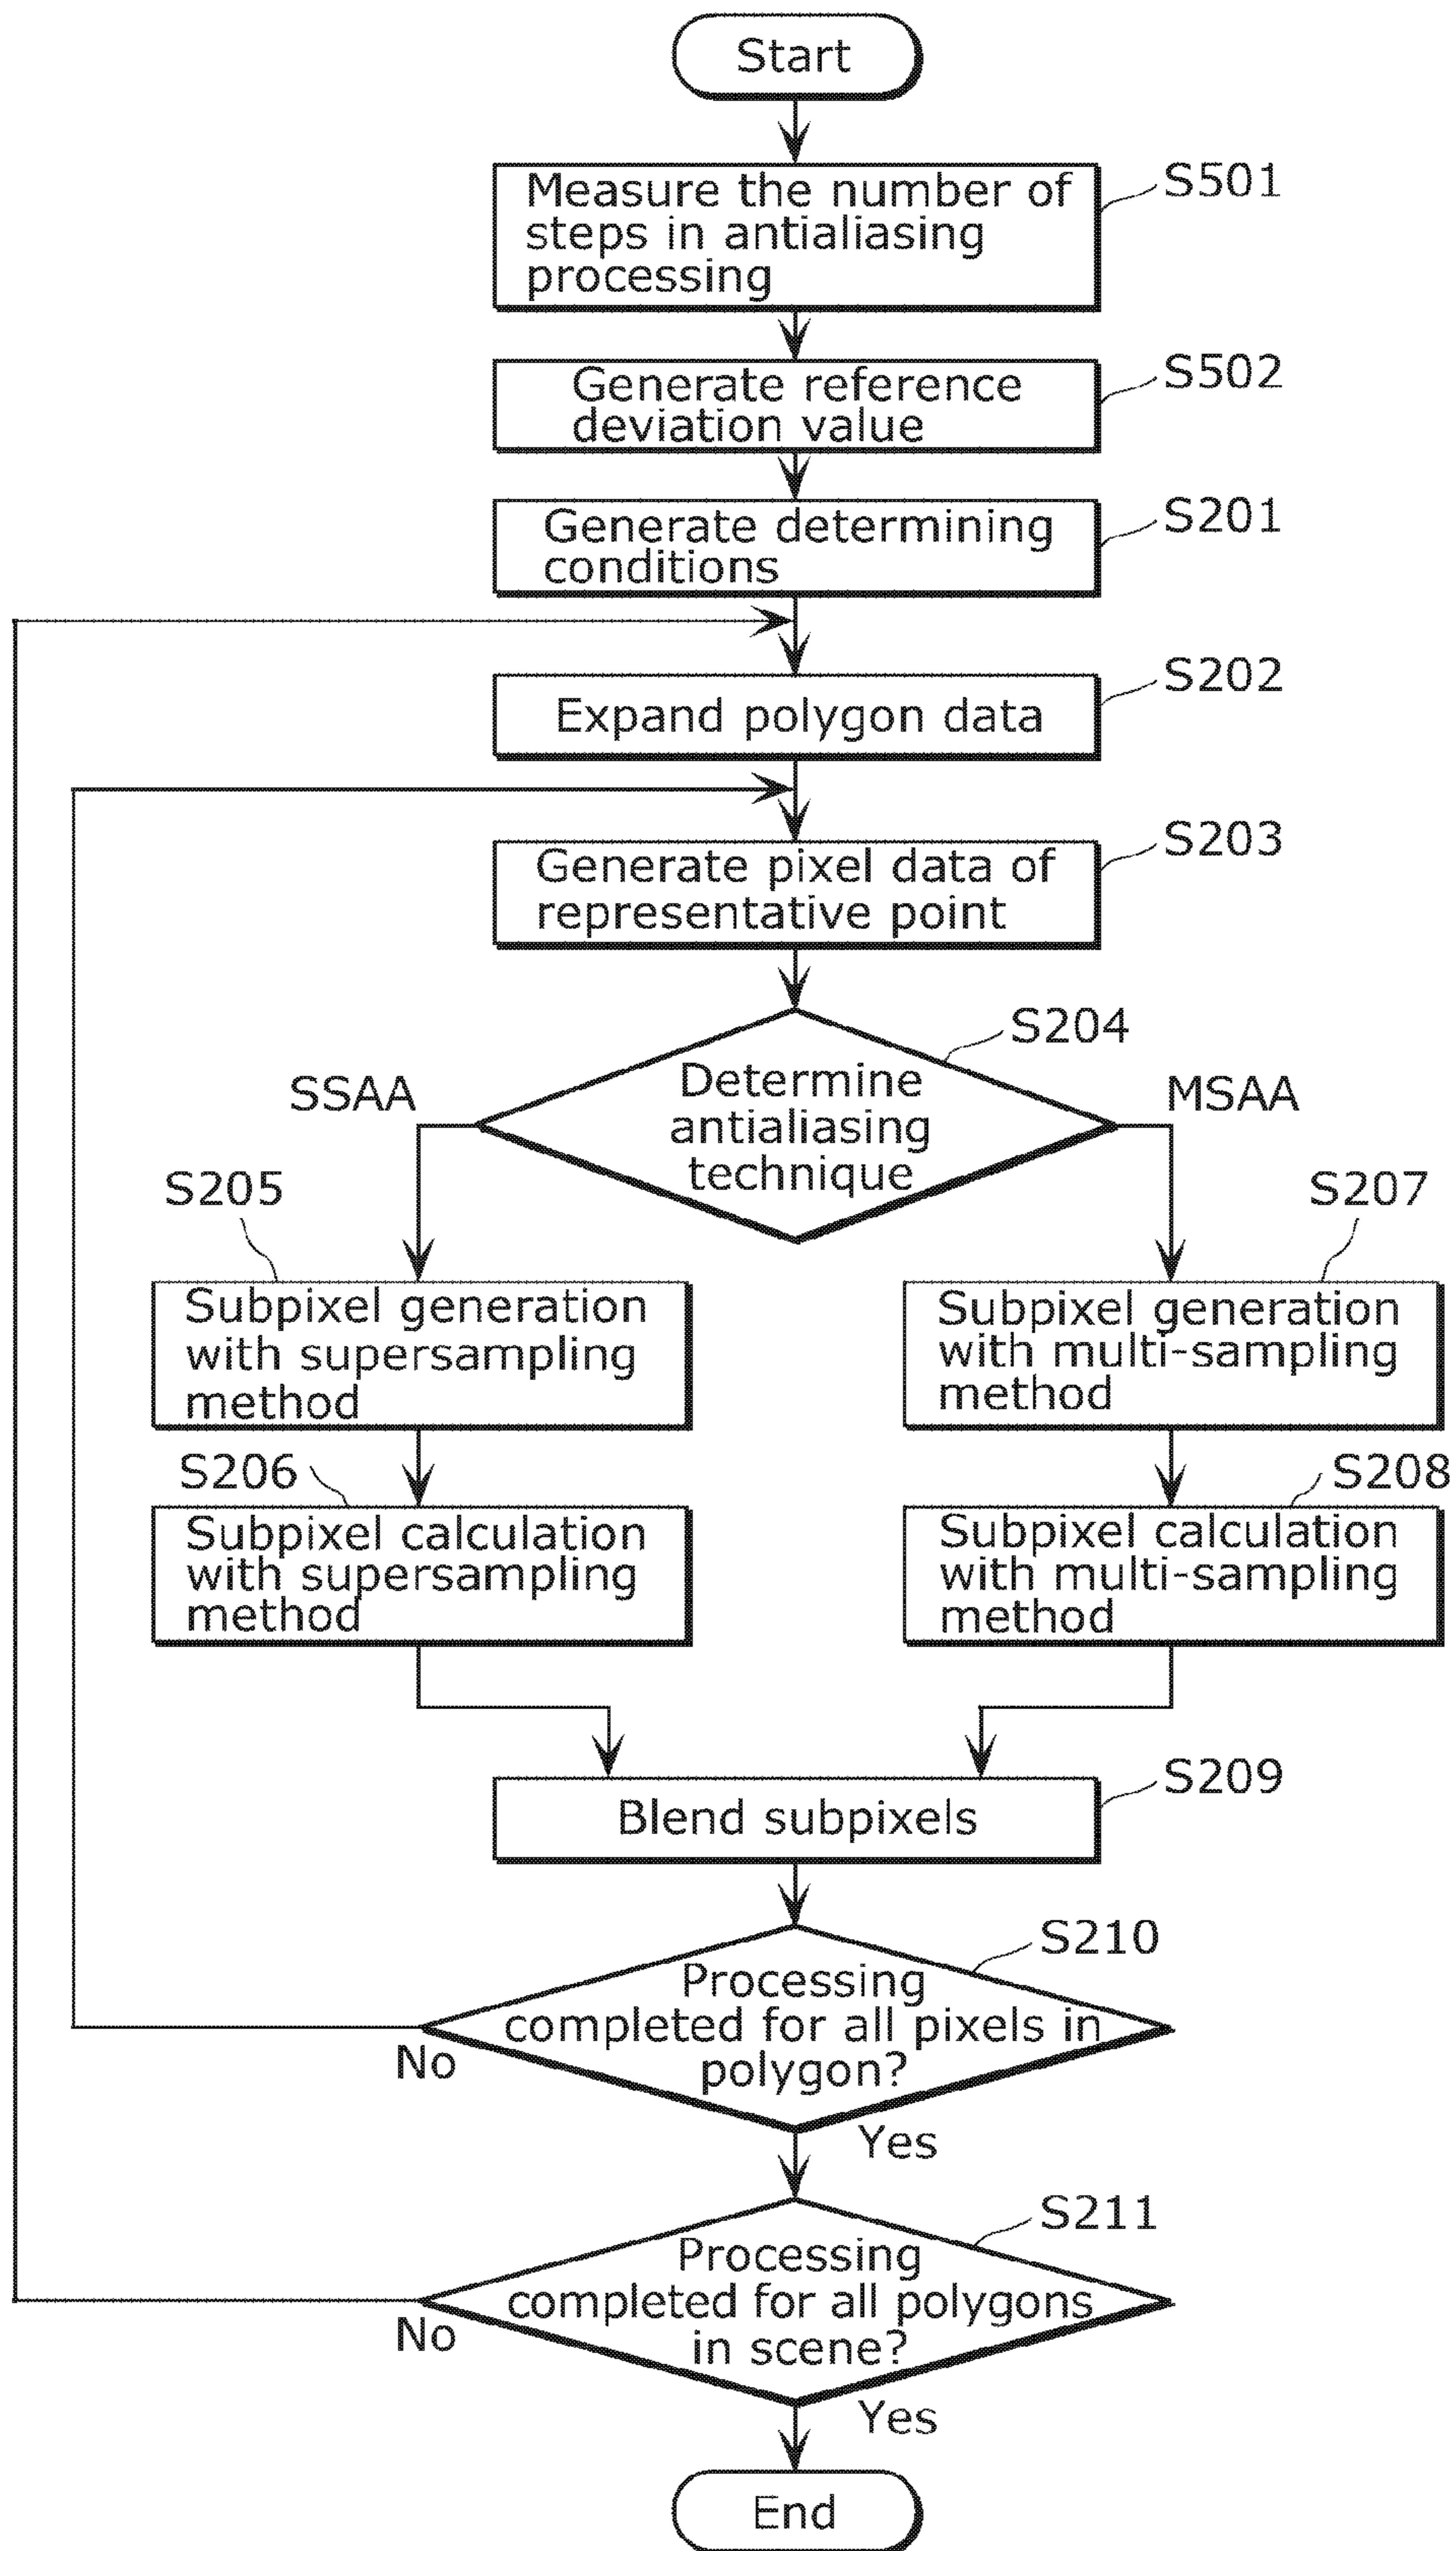 Start
Measure the number of
steps in antialiasing
processing
S501
Generate reference
deviation value
S502
Generate determining
conditions
S201
Expand polygon data
S202
Generate pixel data of
representative point
S203
Determine
antialiasing
technique
S204
SSAA
MSAA
S205
Subpixel generation
with supersampling
method
S207
Subpixel generation
with multi-sampling
method
S206
Subpixel calculation
with supersampling
method
S208
Subpixel calculation
with multi-sampling
method
Blend subpixels
S209
Processing
completed for all pixels in
polygon?
S210
No
Yes
Processing
completed for all polygons
in scene?
S211
No
Yes
End